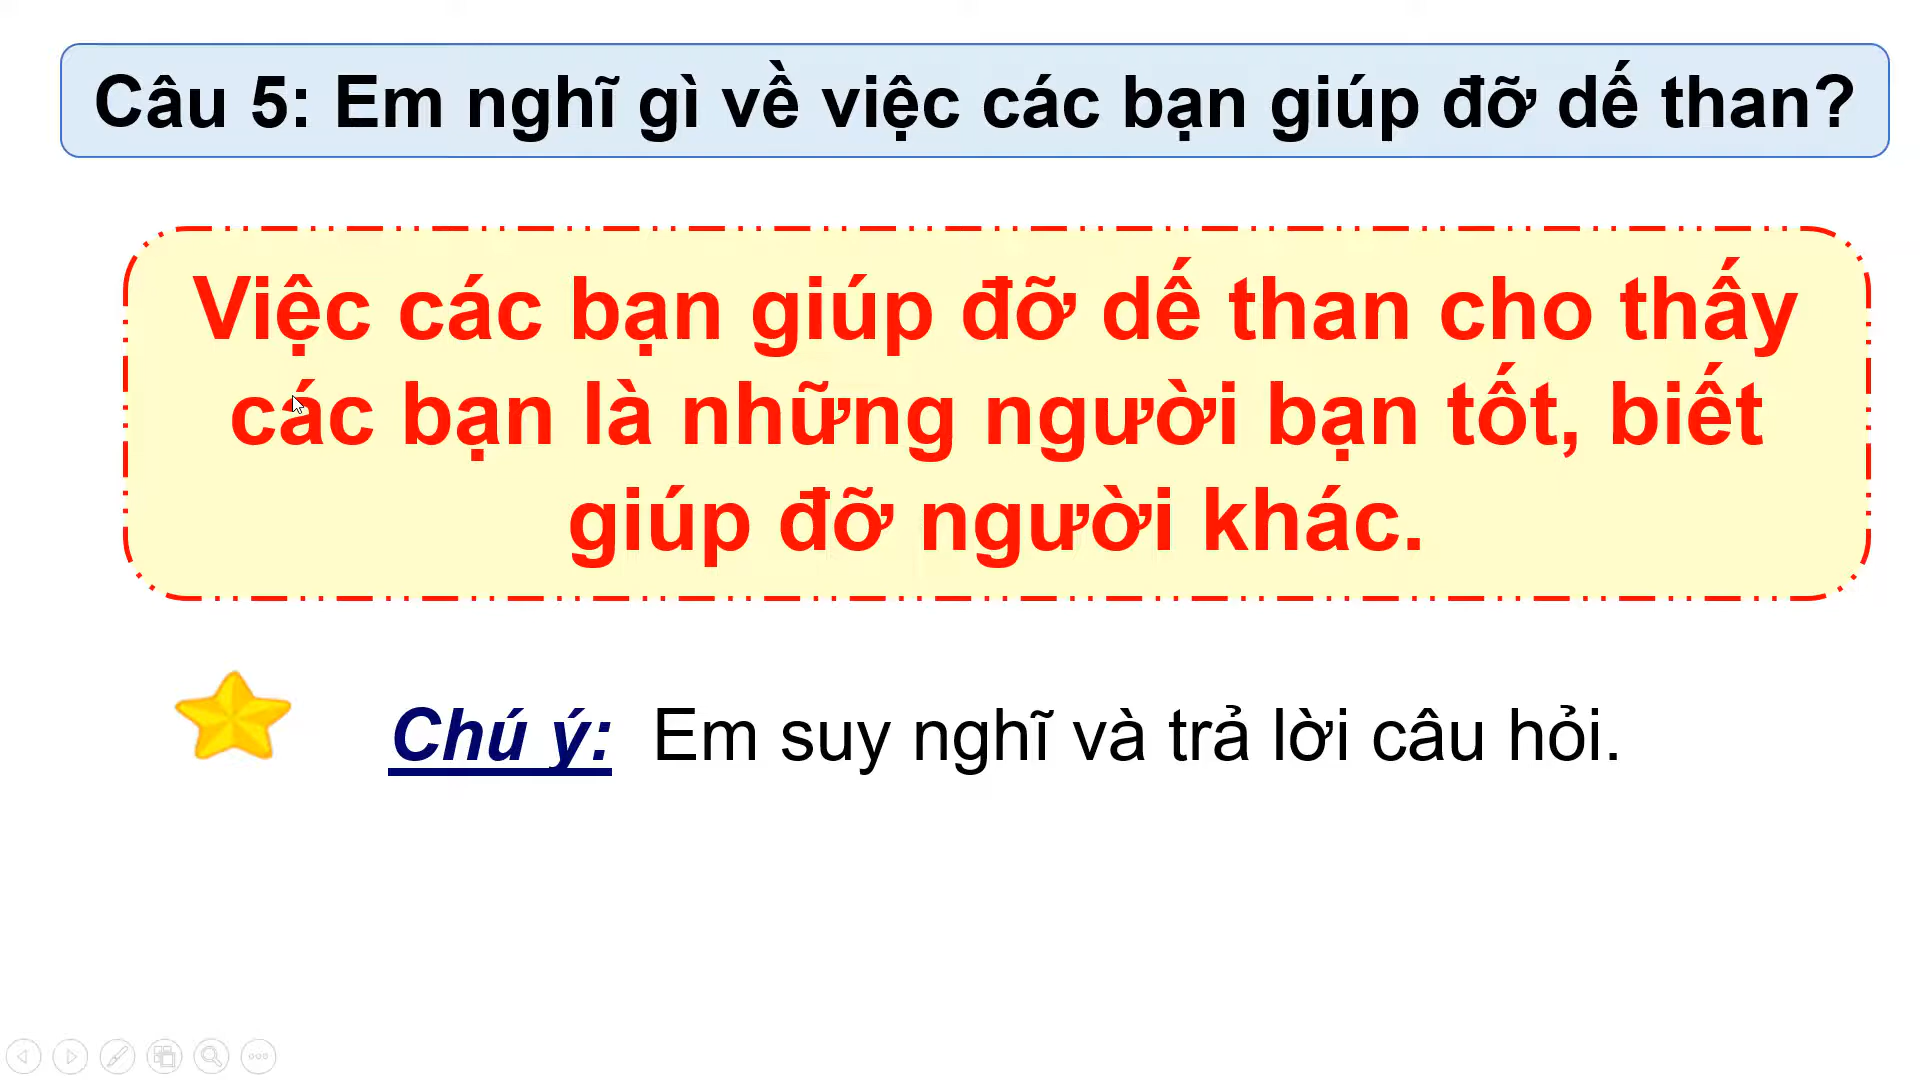 Câu 5: Em nghĩ gì về việc các bạn giúp đỡ dế than?
Việc các bạn giúp đỡ dế than cho thấy
các bạn là những người bạn tốt, biết
giúp đỡ người khác.
Chú ý: Em suy nghĩ và trả lời câu hỏi.